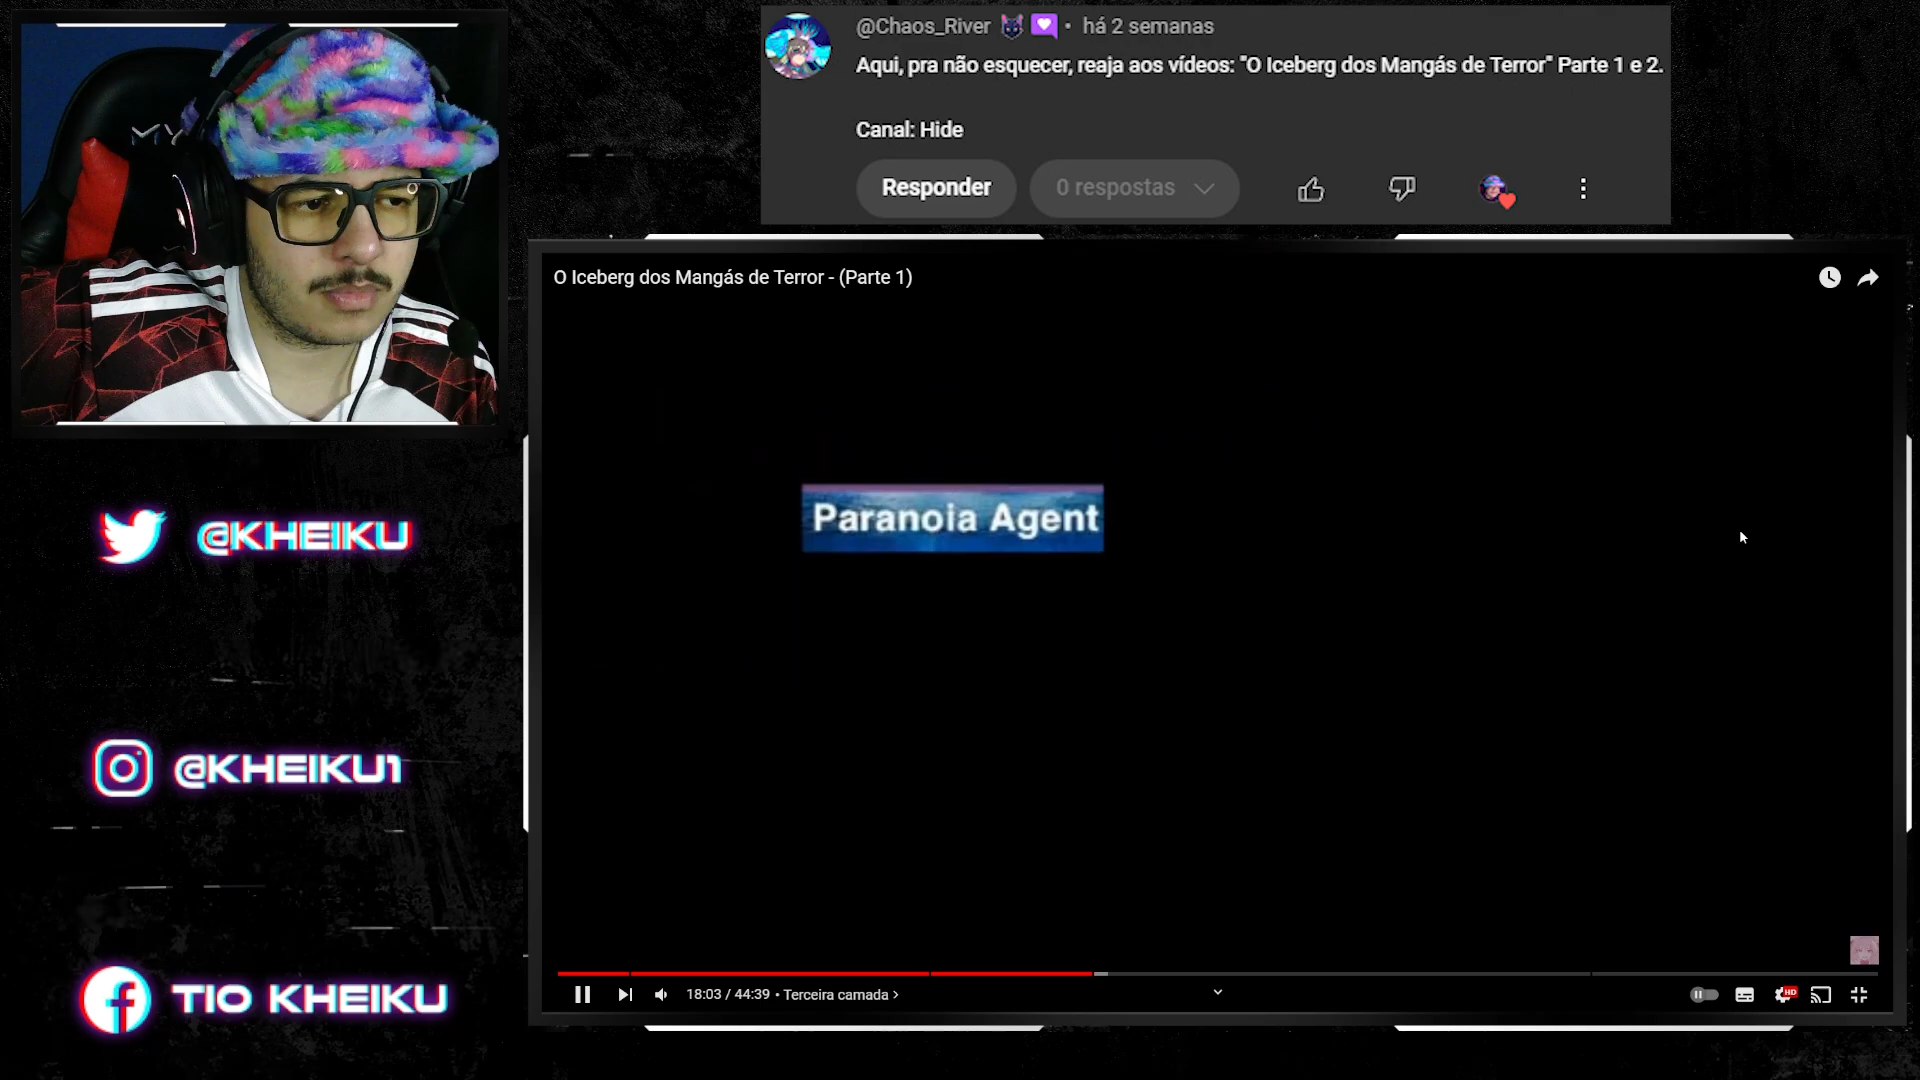 @Chaos_River • há 2 semanas
Aqui, pra não esquecer, reaja aos vídeos: "O Iceberg dos Mangás de Terror" Parte 1 e 2.
Canal: Hide
Responder
0 respostas
MY
O Iceberg dos Mangás de Terror - (Parte 1)
Paranoia Agent
@KHEIKU
@KHEIKU1
TIO KHEIKU
18:03 / 44:39 • Terceira camada >
HD